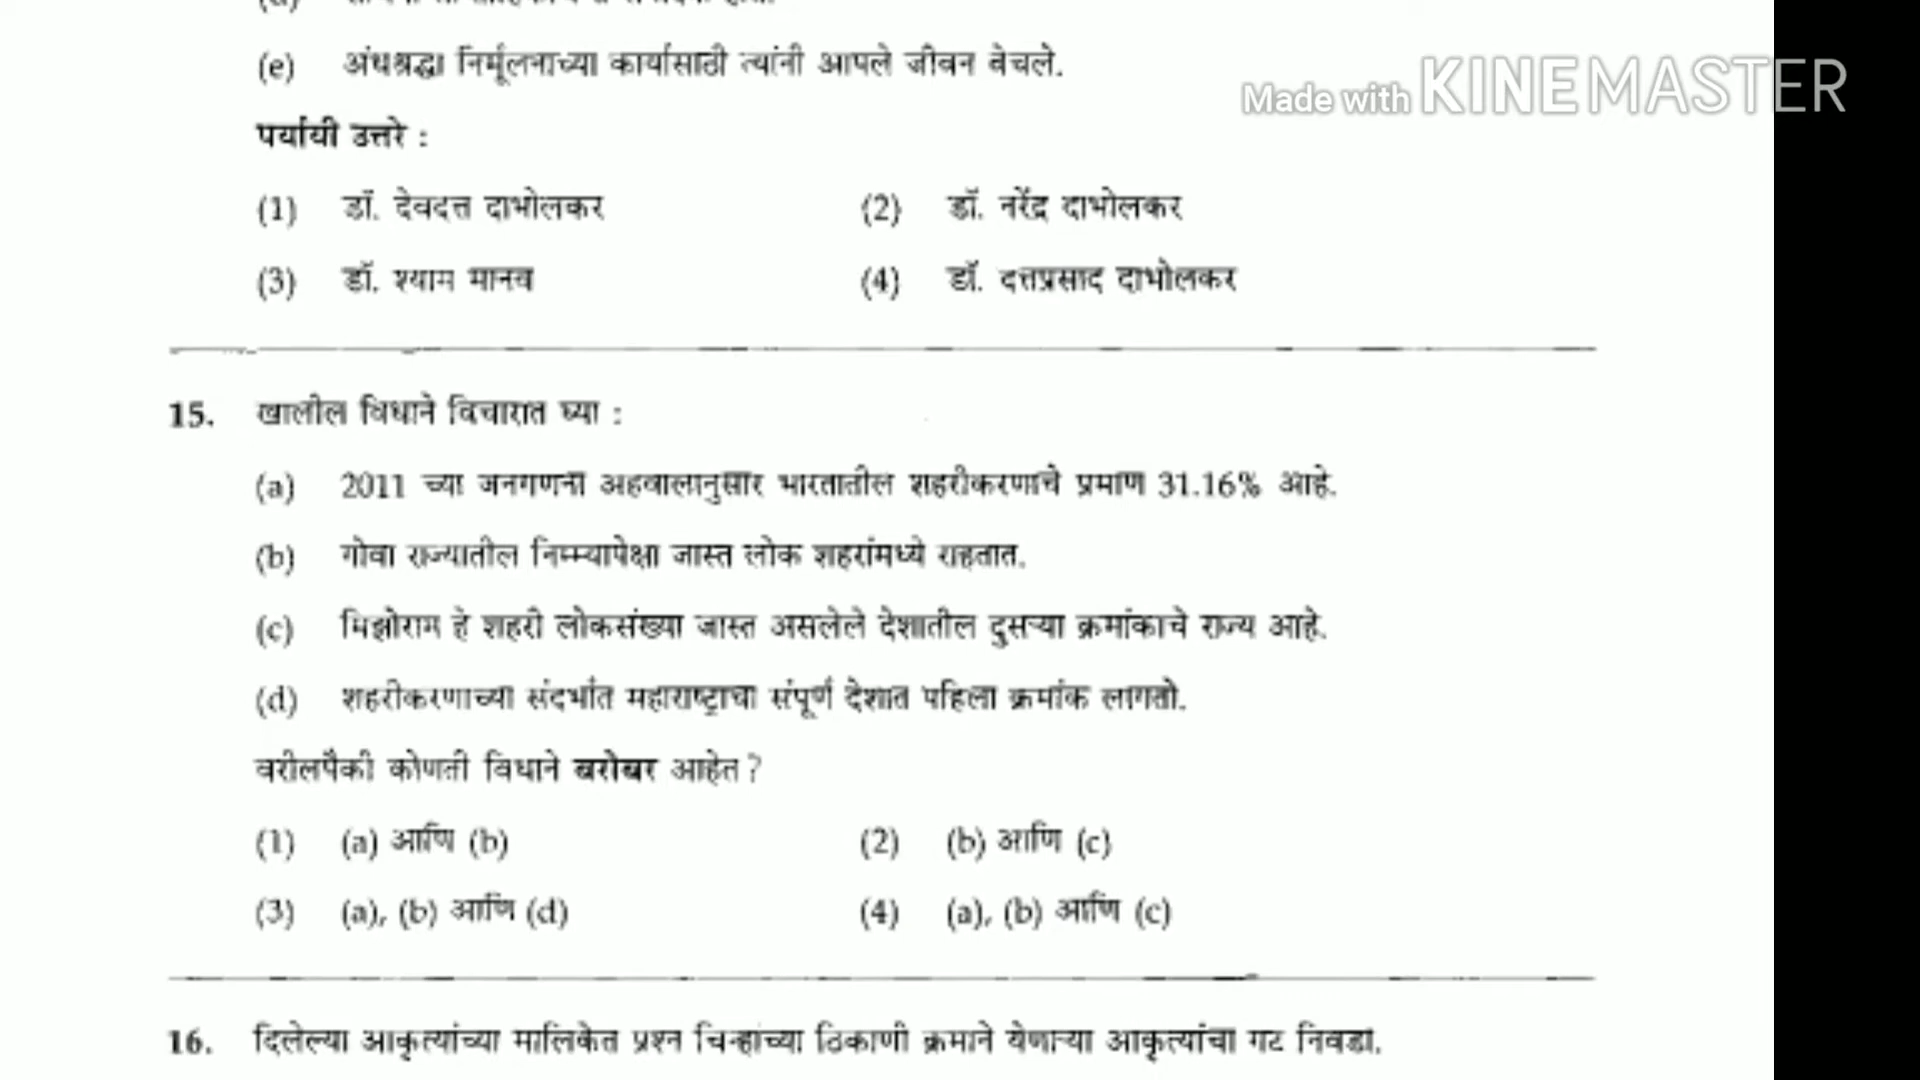 (e) अंधश्रद्धा निर्मूलनाच्या कार्यासाठी त्यांनी आपले जीवन वेचले.
Made with KINEMASTER
पर्यायी उत्तरे :
(1) डॉ. देवदत्त दाभोलकर (2) डॉ. नरेंद्र दाभोलकर
(3) डॉ. श्याम मानव (4) डॉ. दत्तप्रसाद दाभोलकर
15. खालील विधाने विचारात घ्या :
(a) 2011 च्या जनगणना अहवालानुसार भारतातील शहरीकरणाचे प्रमाण 31.16% आहे.
(b) गोवा राज्यातील निम्म्यापेक्षा जास्त लोक शहरांमध्ये राहतात.
(c) मिझोराम हे शहरी लोकसंख्या जास्त असलेले देशातील दुसऱ्या क्रमांकाचे राज्य आहे.
(d) शहरीकरणाच्या संदर्भात महाराष्ट्राचा संपूर्ण देशात पहिला क्रमांक लागतो.
वरीलपैकी कोणती विधाने बरोबर आहेत ?
(1) (a) आणि (b) (2) (b) आणि (c)
(3) (a), (b) आणि (d) (4) (a), (b) आणि (c)
16. दिलेल्या आकृत्यांच्या मालिकेत प्रश्न चिन्हांच्या ठिकाणी क्रमाने येणाऱ्या आकृत्यांचा गट निवडा.